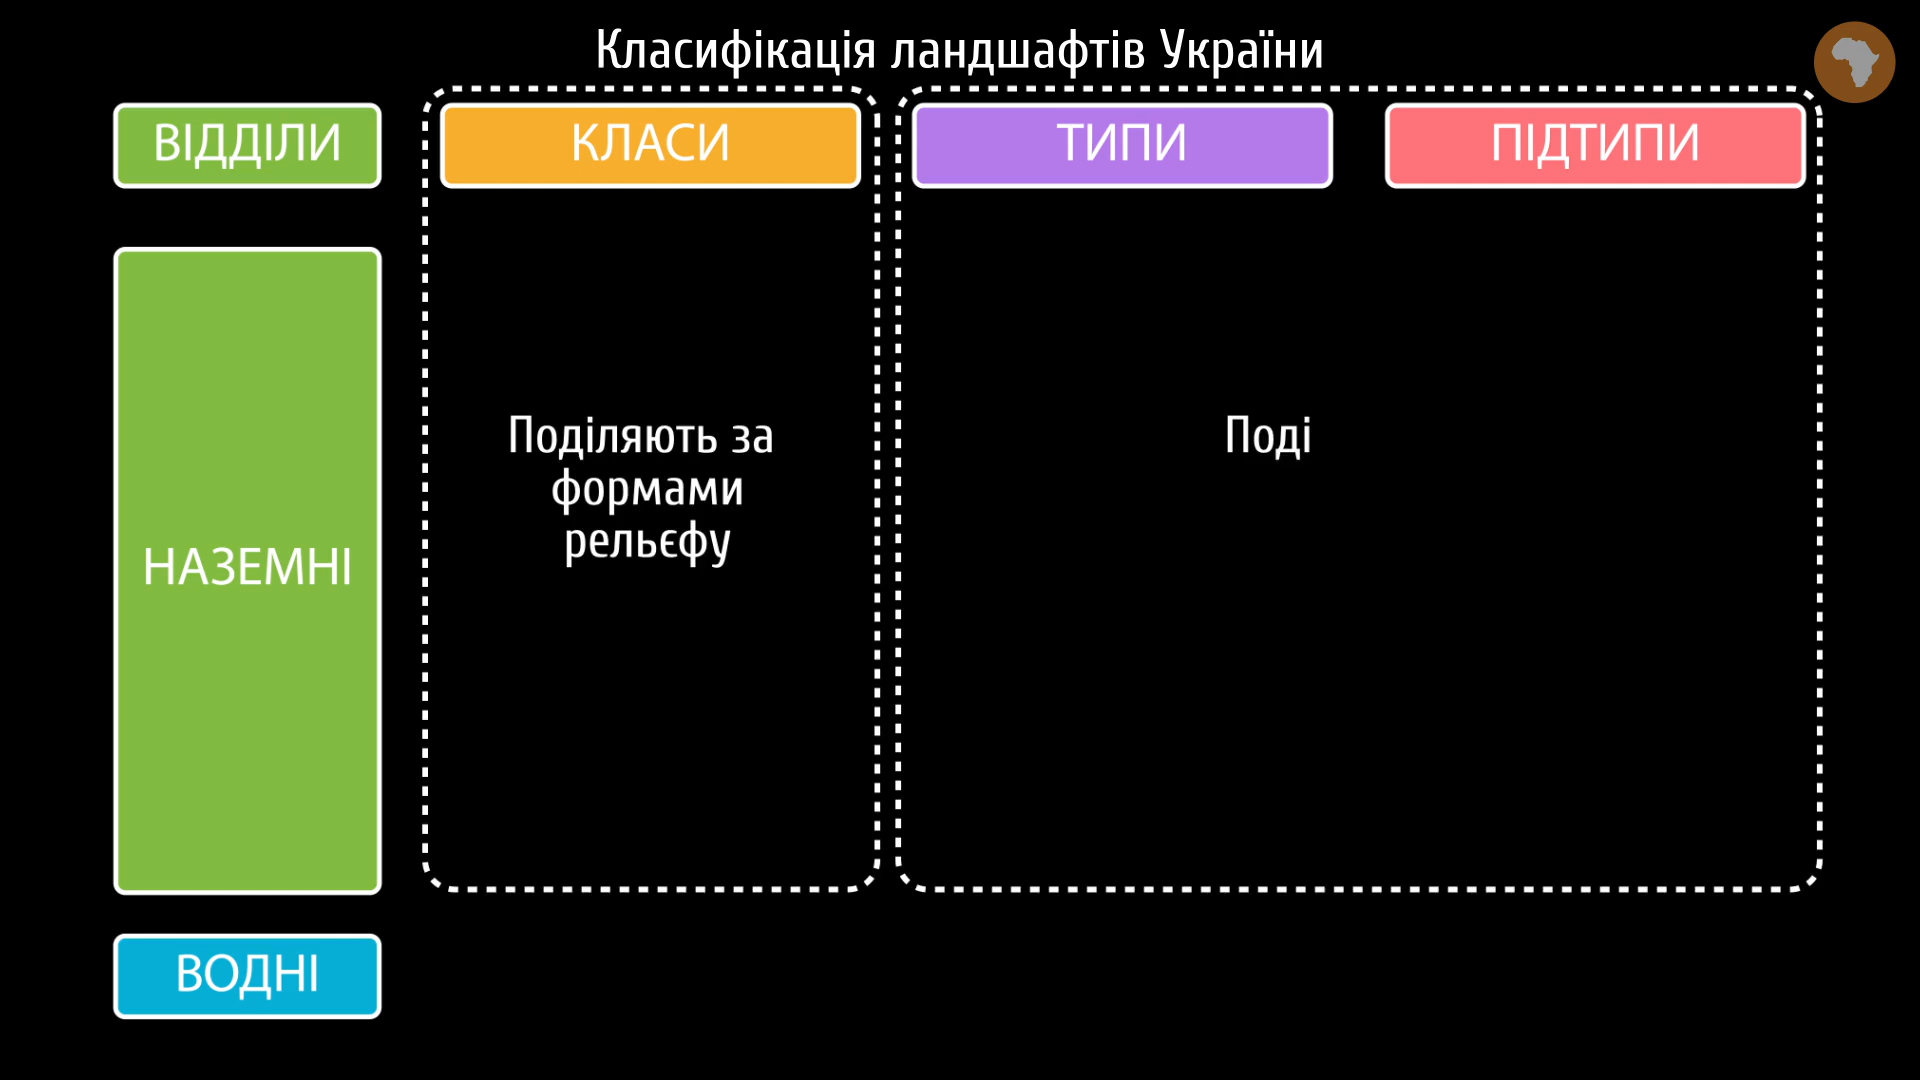 Класифікація ландшафтів України
ВІДДІЛИ
КЛАСИ
ТИПИ
ПІДТИПИ
НАЗЕМНІ
Поділяють за
формами
рельєфу
Поді
ВОДНІ